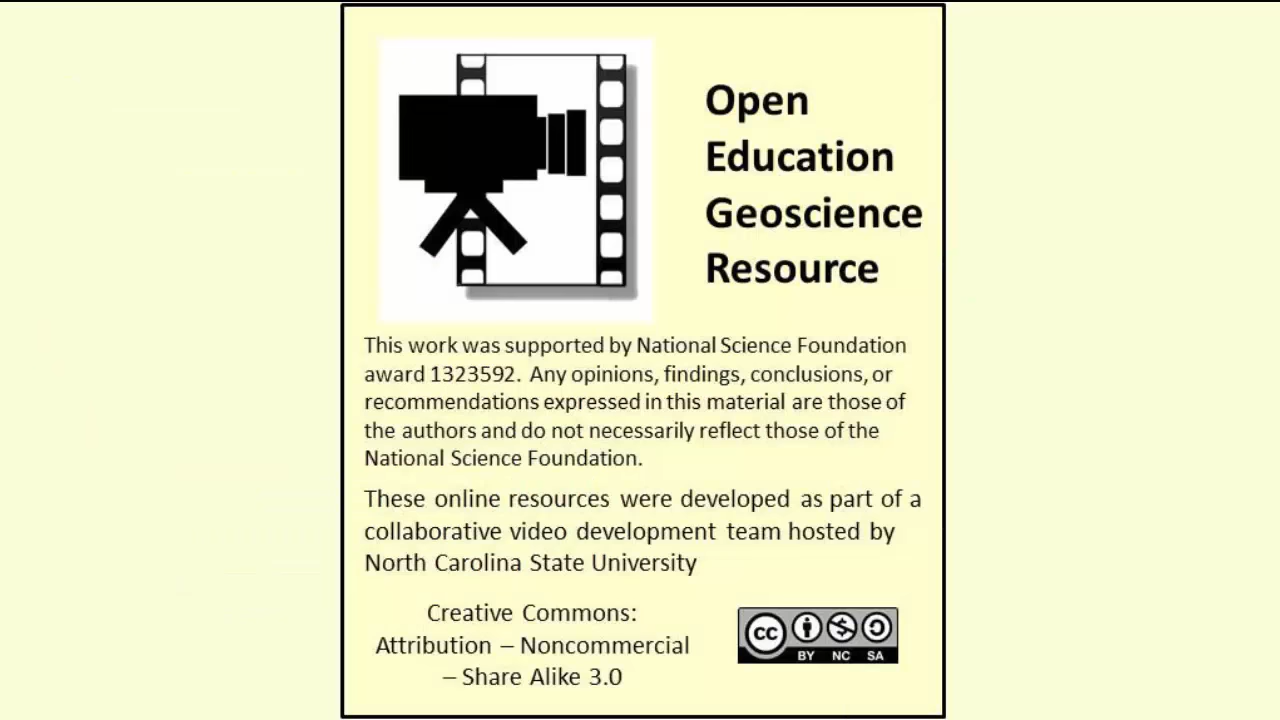 Open
Education
Geoscience
Resource
This work was supported by National Science Foundation
award 1323592. Any opinions, findings, conclusions, or
recommendations expressed in this material are those of
the authors and do not necessarily reflect those of the
National Science Foundation.
These online resources were developed as part of a
collaborative video development team hosted by
North Carolina State University
Creative Commons:
Attribution – Noncommercial
– Share Alike 3.0
cc
BY NC SA